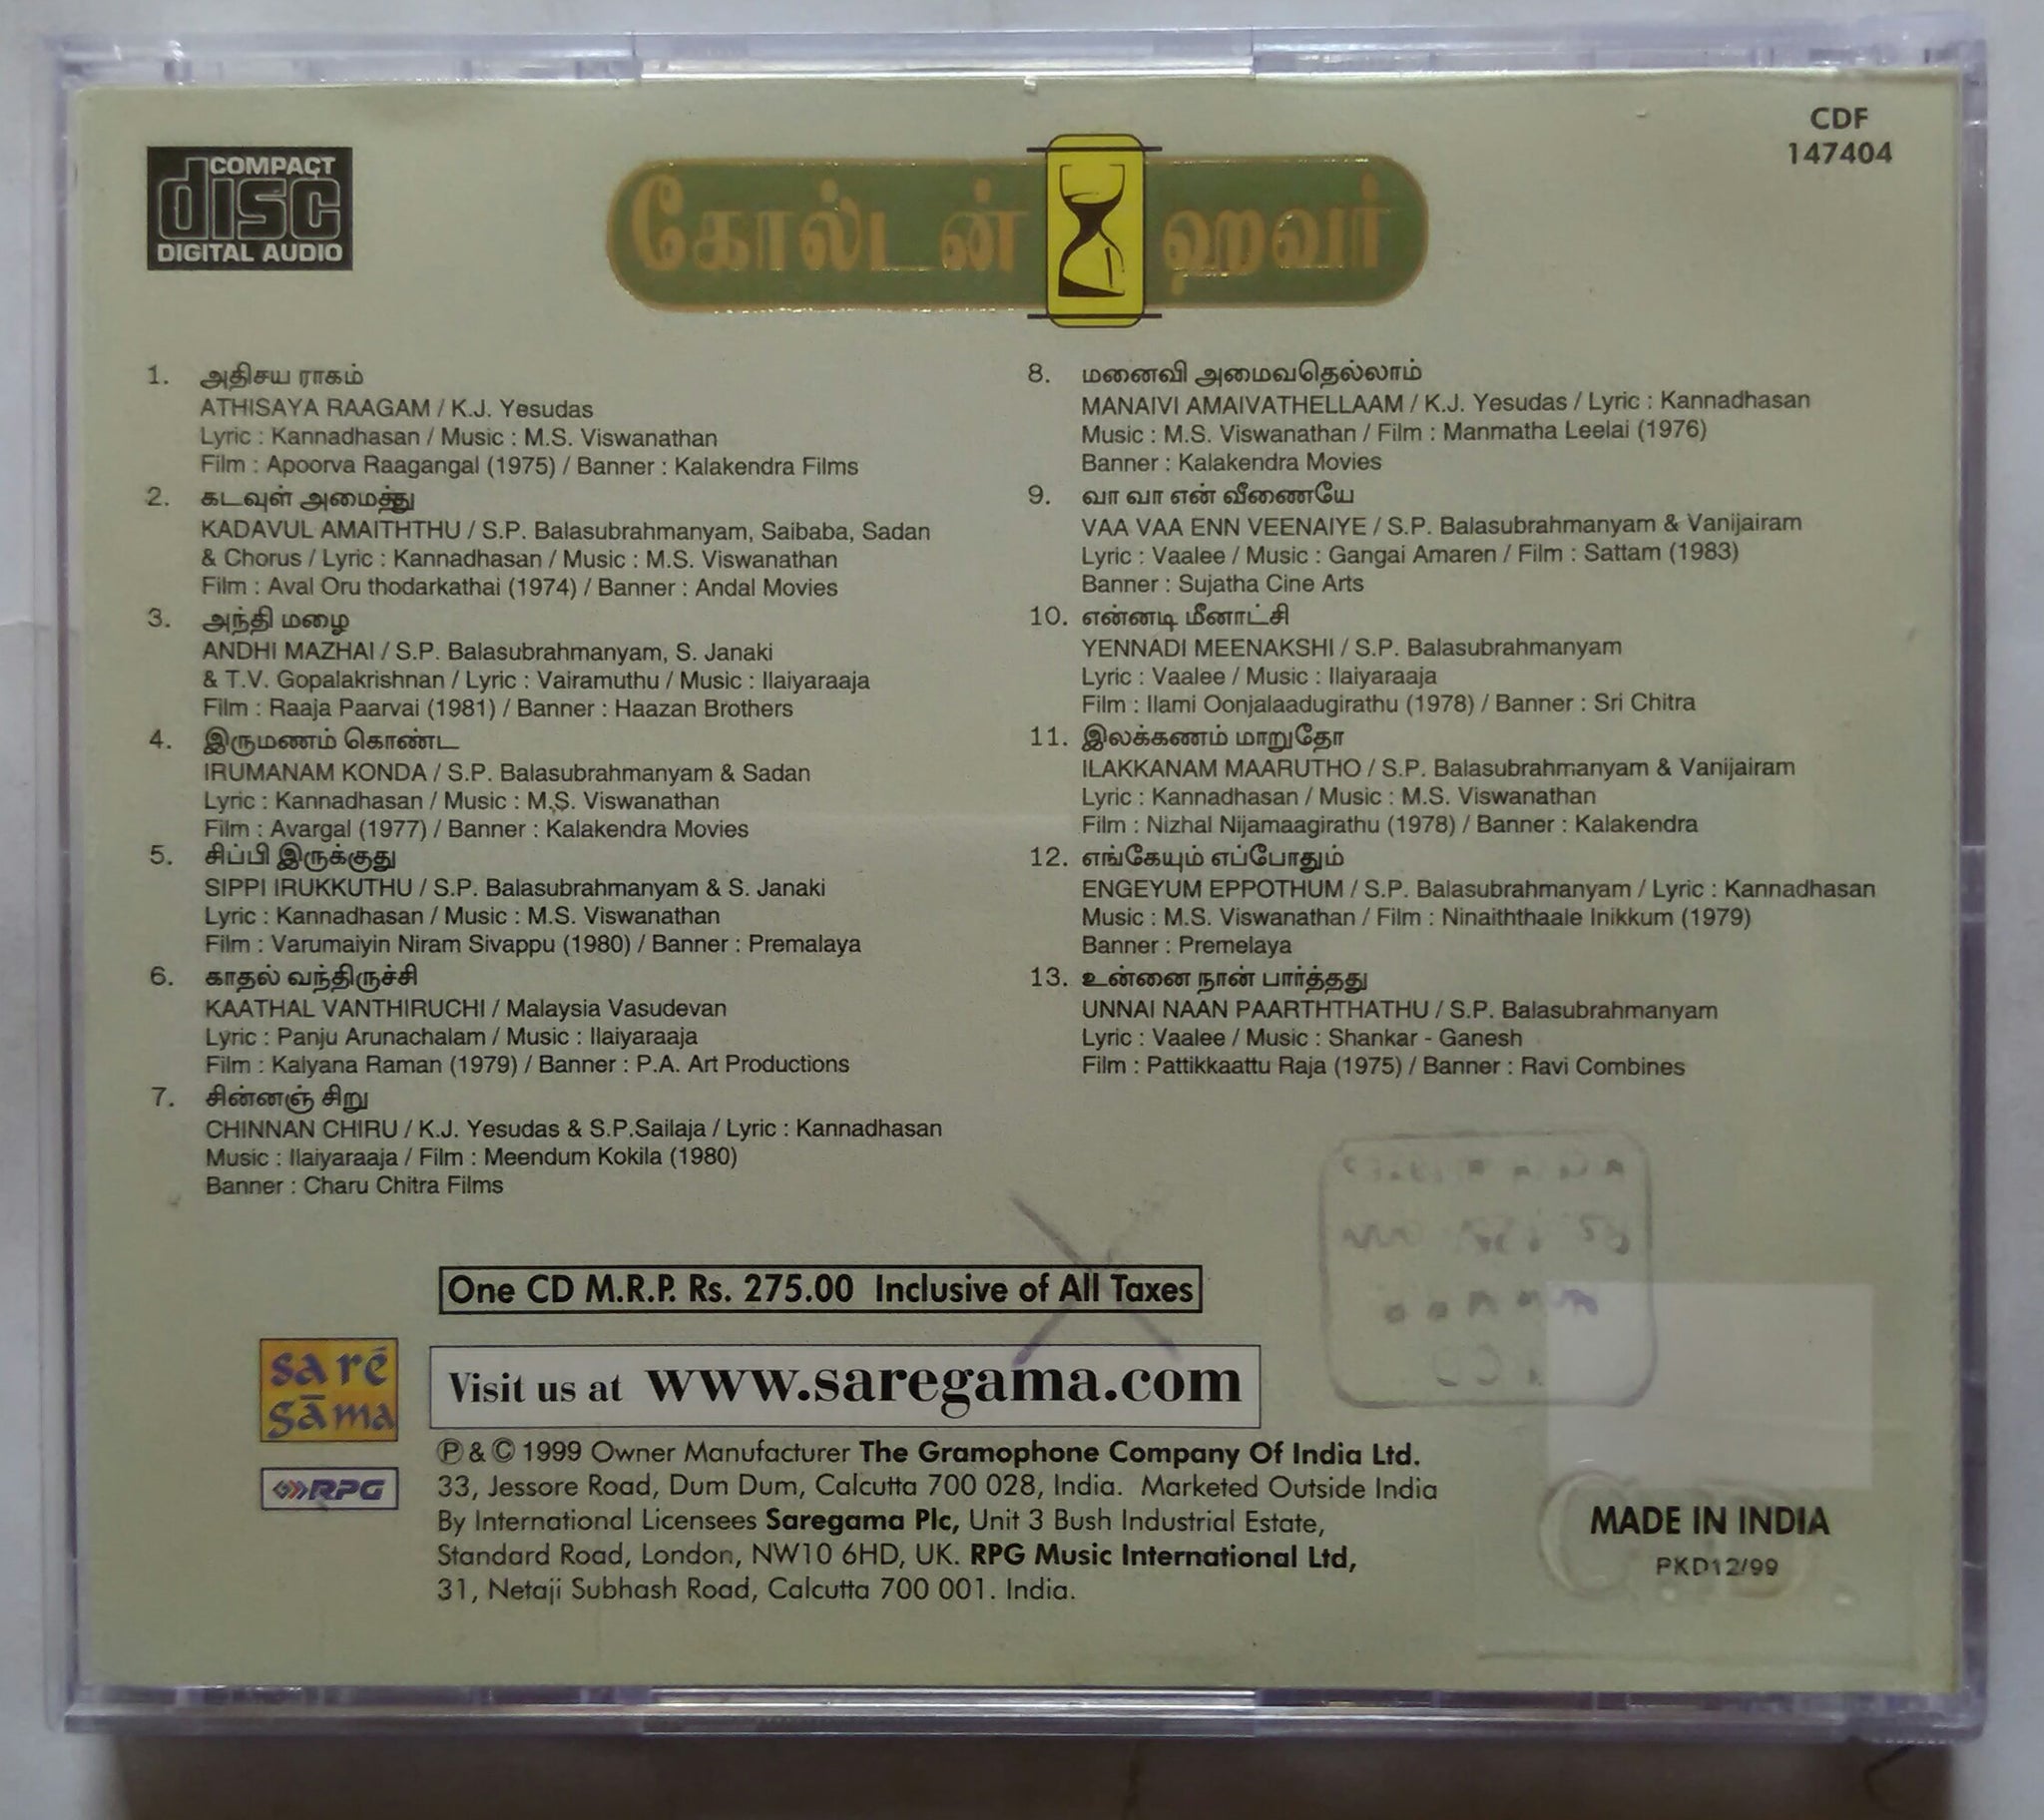 COMPACT
disc
DIGITAL AUDIO
கோல்டன் ஹவர்
CDF
147404
1. அதிசய ராகம்
ATHISAYA RAAGAM / K.J. Yesudas
Lyric : Kannadhasan / Music : M.S. Viswanathan
Film : Apoorva Raagangal (1975) / Banner : Kalakendra Films
2. கடவுள் அமைத்து
KADAVUL AMAITHTHU / S.P. Balasubrahmanyam, Saibaba, Sadan
& Chorus / Lyric : Kannadhasan / Music : M.S. Viswanathan
Film : Aval Oru thodarkathai (1974) / Banner : Andal Movies
3. அந்தி மழை
ANDHI MAZHAI / S.P. Balasubrahmanyam, S. Janaki
& T.V. Gopalakrishnan / Lyric : Vairamuthu / Music : Ilaiyaraaja
Film : Raaja Paarvai (1981) / Banner : Haazan Brothers
4. இருமணம் கொண்ட
IRUMANAM KONDA / S.P. Balasubrahmanyam & Sadan
Lyric : Kannadhasan / Music : M.S. Viswanathan
Film : Avargal (1977) / Banner : Kalakendra Movies
5. சிப்பி இருக்குது
SIPPI IRUKKUTHU / S.P. Balasubrahmanyam & S. Janaki
Lyric : Kannadhasan / Music : M.S. Viswanathan
Film : Varumaiyin Niram Sivappu (1980) / Banner : Premalaya
6. காதல் வந்திருச்சி
KAATHAL VANTHIRUCHI / Malaysia Vasudevan
Lyric : Panju Arunachalam / Music : Ilaiyaraaja
Film : Kalyana Raman (1979) / Banner : P.A. Art Productions
7. சின்னஞ் சிறு
CHINNAN CHIRU / K.J. Yesudas & S.P.Sailaja / Lyric : Kannadhasan
Music : Ilaiyaraaja / Film : Meendum Kokila (1980)
Banner : Charu Chitra Films
8. மனைவி அமைவதெல்லாம்
MANAIVI AMAIVATHELLAAM / K.J. Yesudas / Lyric : Kannadhasan
Music : M.S. Viswanathan / Film : Manmatha Leelai (1976)
Banner : Kalakendra Movies
9. வா வா என் வீணையே
VAA VAA ENN VEENAIYE / S.P. Balasubrahmanyam & Vanijairam
Lyric : Vaalee / Music : Gangai Amaren / Film : Sattam (1983)
Banner : Sujatha Cine Arts
10. என்னடி மீனாட்சி
YENNADI MEENAKSHI / S.P. Balasubrahmanyam
Lyric : Vaalee / Music : Ilaiyaraaja
Film : Ilami Oonjalaadugirathu (1978) / Banner : Sri Chitra
11. இலக்கணம் மாறுதோ
ILAKKANAM MAARUTHO / S.P. Balasubrahmanyam & Vanijairam
Lyric : Kannadhasan / Music : M.S. Viswanathan
Film : Nizhal Nijamaagirathu (1978) / Banner : Kalakendra
12. எங்கேயும் எப்போதும்
ENGEYUM EPPOTHUM / S.P. Balasubrahmanyam / Lyric : Kannadhasan
Music : M.S. Viswanathan / Film : Ninaiththaale Inikkum (1979)
Banner : Premelaya
13. உன்னை நான் பார்த்தது
UNNAI NAAN PAARTHTHATHU / S.P. Balasubrahmanyam
Lyric : Vaalee / Music : Shankar - Ganesh
Film : Pattikkaattu Raja (1975) / Banner : Ravi Combines
One CD M.R.P. Rs. 275.00 Inclusive of All Taxes
sa rē
gā ma
Visit us at www.saregama.com
RPG
Ⓟ & © 1999 Owner Manufacturer The Gramophone Company Of India Ltd.
33, Jessore Road, Dum Dum, Calcutta 700 028, India. Marketed Outside India
By International Licensees Saregama Plc, Unit 3 Bush Industrial Estate,
Standard Road, London, NW10 6HD, UK. RPG Music International Ltd,
31, Netaji Subhash Road, Calcutta 700 001. India.
MADE IN INDIA
PKD12/99